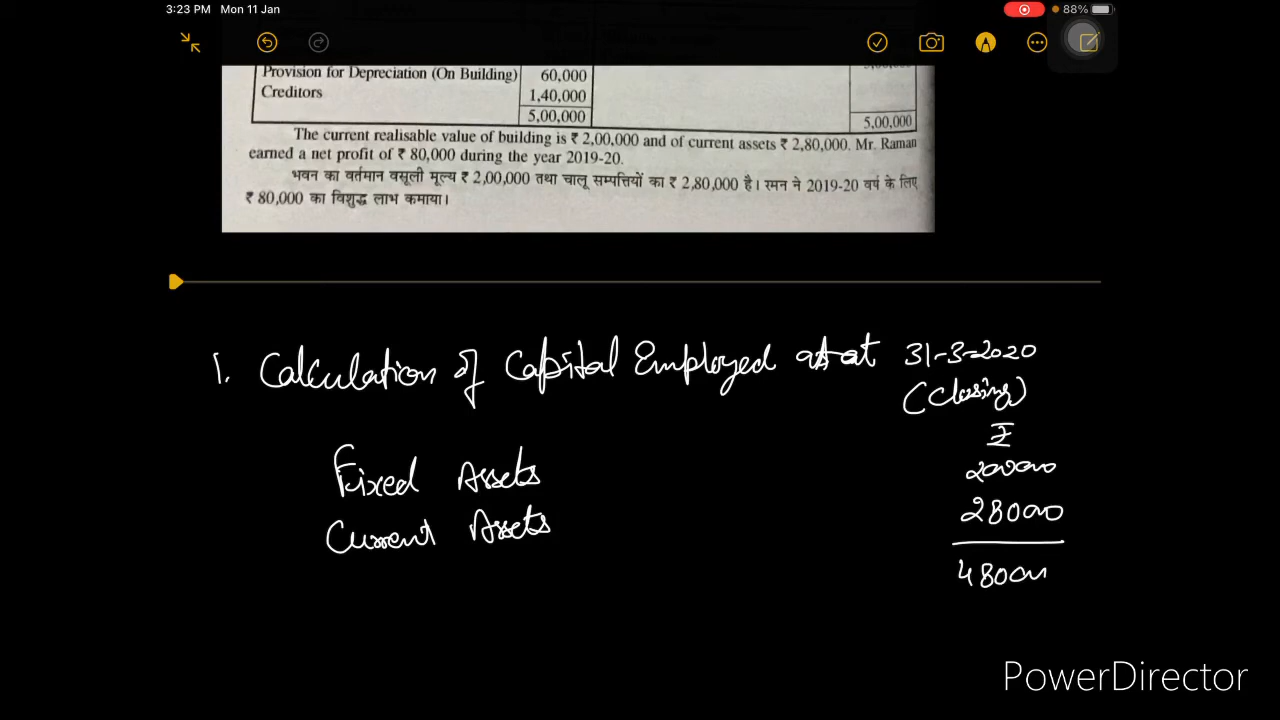 3:23 PM Mon 11 Jan
88%
Provision for Depreciation (On Building) 60,000
Creditors 1,40,000
5,00,000 5,00,000
The current realisable value of building is ₹ 2,00,000 and of current assets ₹ 2,80,000. Mr. Raman
earned a net profit of ₹ 80,000 during the year 2019-20.
भवन का वर्तमान वसूली मूल्य ₹ 2,00,000 तथा चालू सम्पत्तियों का ₹ 2,80,000 है। रमन ने 2019-20 वर्ष के लिए
₹ 80,000 का विशुद्ध लाभ कमाया।
1. Calculation of Capital Employed as at 31-3-2020
(Closing)
₹
Fixed Assets 200000
Current Assets 280000
480000
PowerDirector